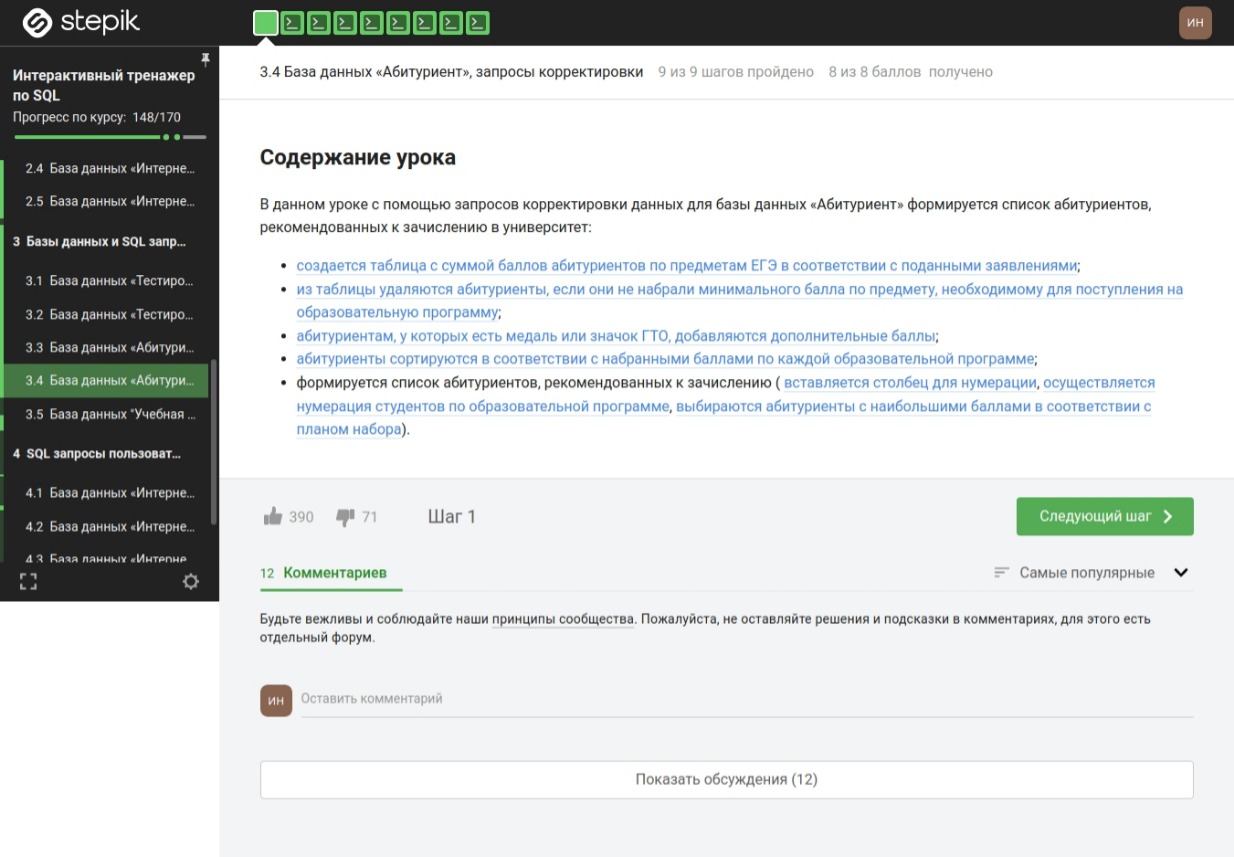 stepik
ИН
Интерактивный тренажер
по SQL
Прогресс по курсу: 148/170
2.4 База данных «Интерне...
2.5 База данных «Интерне...
3 Базы данных и SQL запр...
3.1 База данных «Тестиро...
3.2 База данных «Тестиро...
3.3 База данных «Абитури...
3.4 База данных «Абитури...
3.5 База данных "Учебная ...
4 SQL запросы пользоват...
4.1 База данных «Интерне...
4.2 База данных «Интерне...
4.3 База данных «Интерне
3.4 База данных «Абитуриент», запросы корректировки 9 из 9 шагов пройдено 8 из 8 баллов получено
Содержание урока
В данном уроке с помощью запросов корректировки данных для базы данных «Абитуриент» формируется список абитуриентов,
рекомендованных к зачислению в университет:
• создается таблица с суммой баллов абитуриентов по предметам ЕГЭ в соответствии с поданными заявлениями;
• из таблицы удаляются абитуриенты, если они не набрали минимального балла по предмету, необходимому для поступления на
образовательную программу;
• абитуриентам, у которых есть медаль или значок ГТО, добавляются дополнительные баллы;
• абитуриенты сортируются в соответствии с набранными баллами по каждой образовательной программе;
• формируется список абитуриентов, рекомендованных к зачислению ( вставляется столбец для нумерации, осуществляется
нумерация студентов по образовательной программе, выбираются абитуриенты с наибольшими баллами в соответствии с
планом набора).
390 71 Шаг 1
Следующий шаг
12 Комментариев
Самые популярные
Будьте вежливы и соблюдайте наши принципы сообщества. Пожалуйста, не оставляйте решения и подсказки в комментариях, для этого есть
отдельный форум.
ИН Оставить комментарий
Показать обсуждения (12)